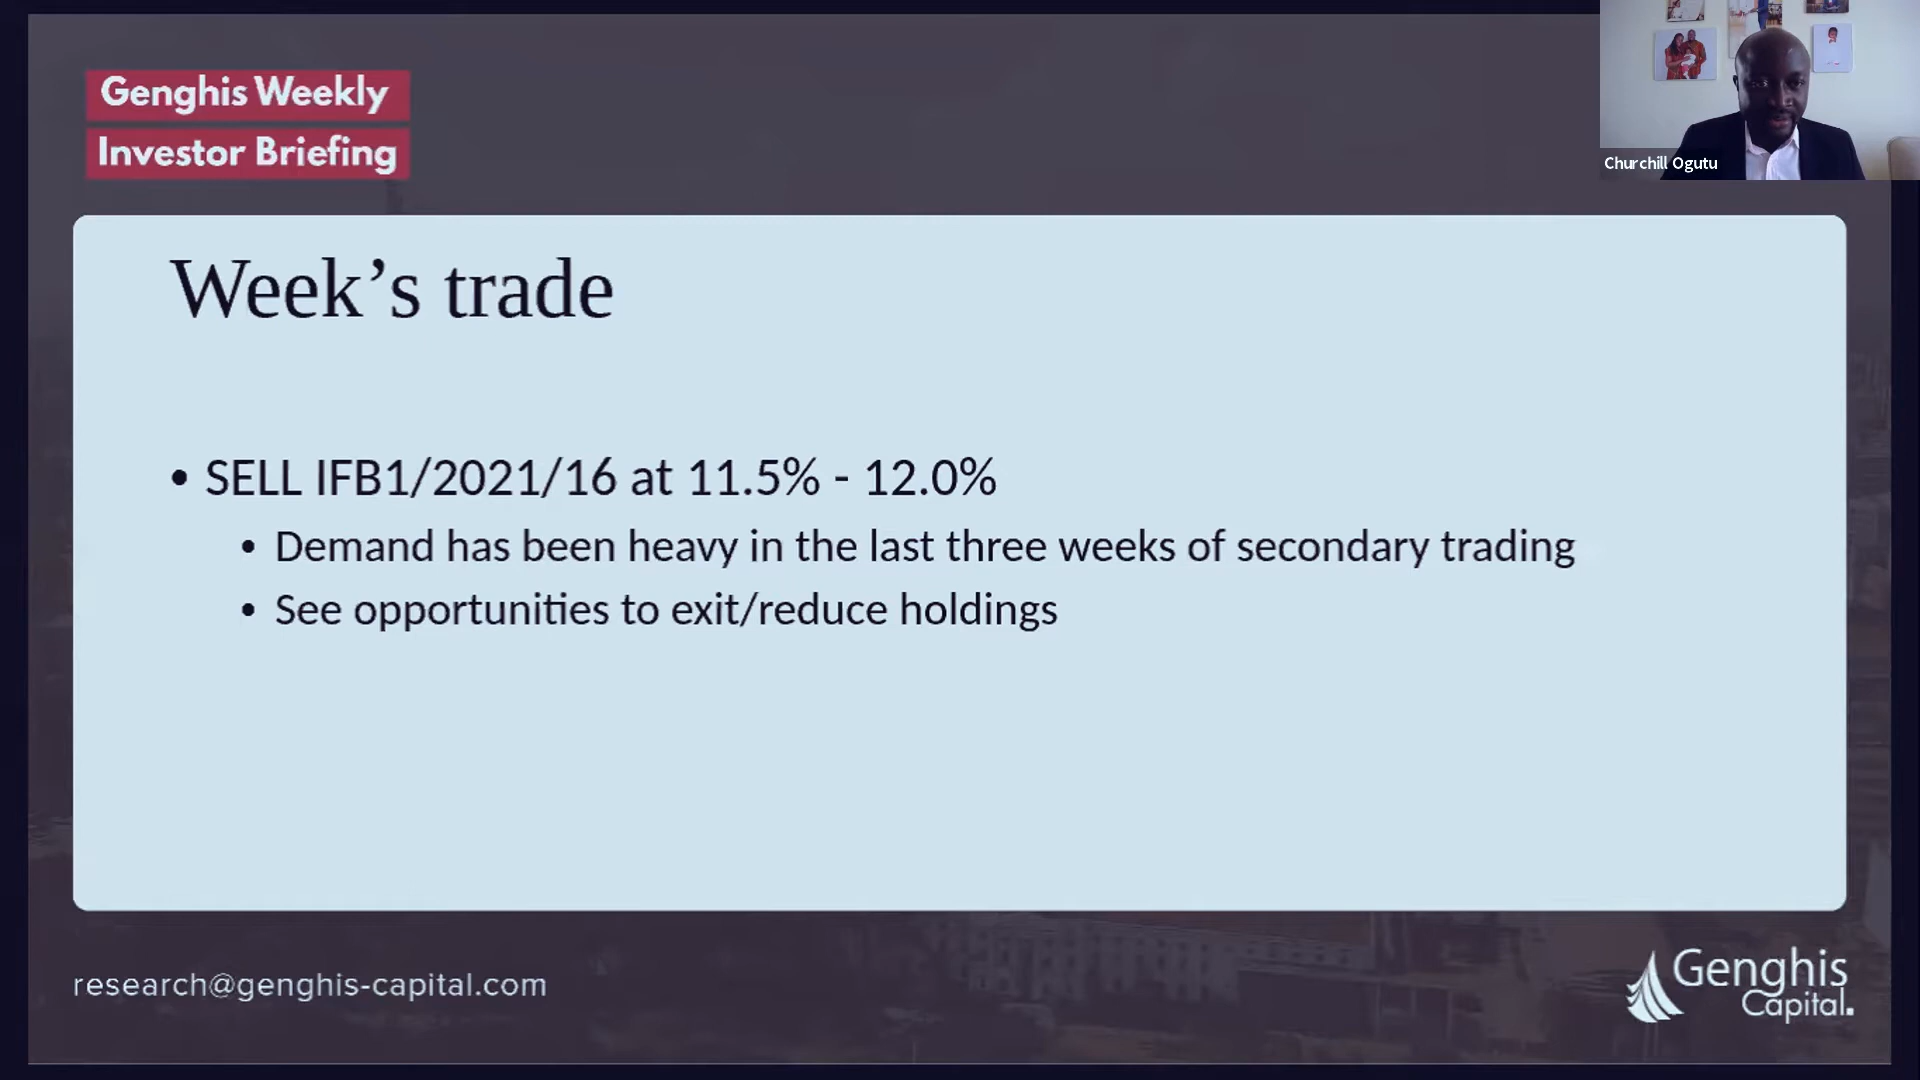 Genghis Weekly
Investor Briefing
Churchill Ogutu
Week’s trade
• SELL IFB1/2021/16 at 11.5% - 12.0%
• Demand has been heavy in the last three weeks of secondary trading
• See opportunities to exit/reduce holdings
research@genghis-capital.com
Genghis
Capital.